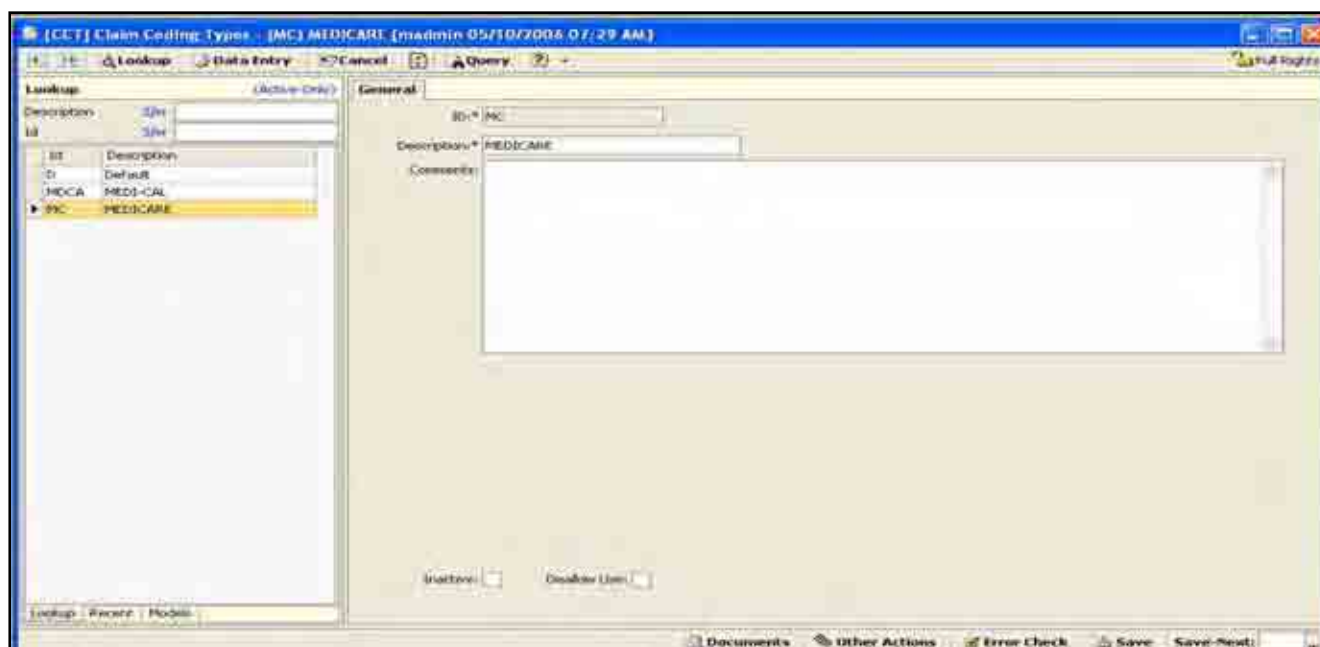 [CCT] Claim Coding Types - [MC] MEDICARE {madmin 05/10/2006 07:29 AM}
Lookup Data Entry Cancel Query Full Rights
Lookup (Active Only)
Description
Id
Id Description
D Default
MDCA MEDI-CAL
MC MEDICARE
Lookup Recent Models
General
ID:* MC
Description:* MEDICARE
Comments:
Inactive: Disallow Use:
Documents Other Actions Error Check Save Save-Next: